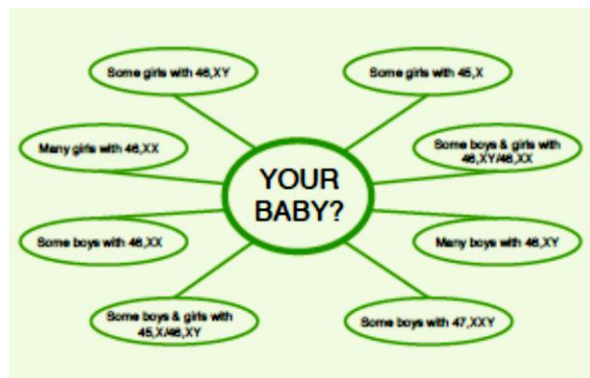 Some girls with 46,XY
Some girls with 45,X
Many girls with 46,XX
Some boys & girls with
46,XY/46,XX
YOUR
BABY?
Some boys with 46,XX
Many boys with 46,XY
Some boys & girls with
45,X/46,XY
Some boys with 47,XXY